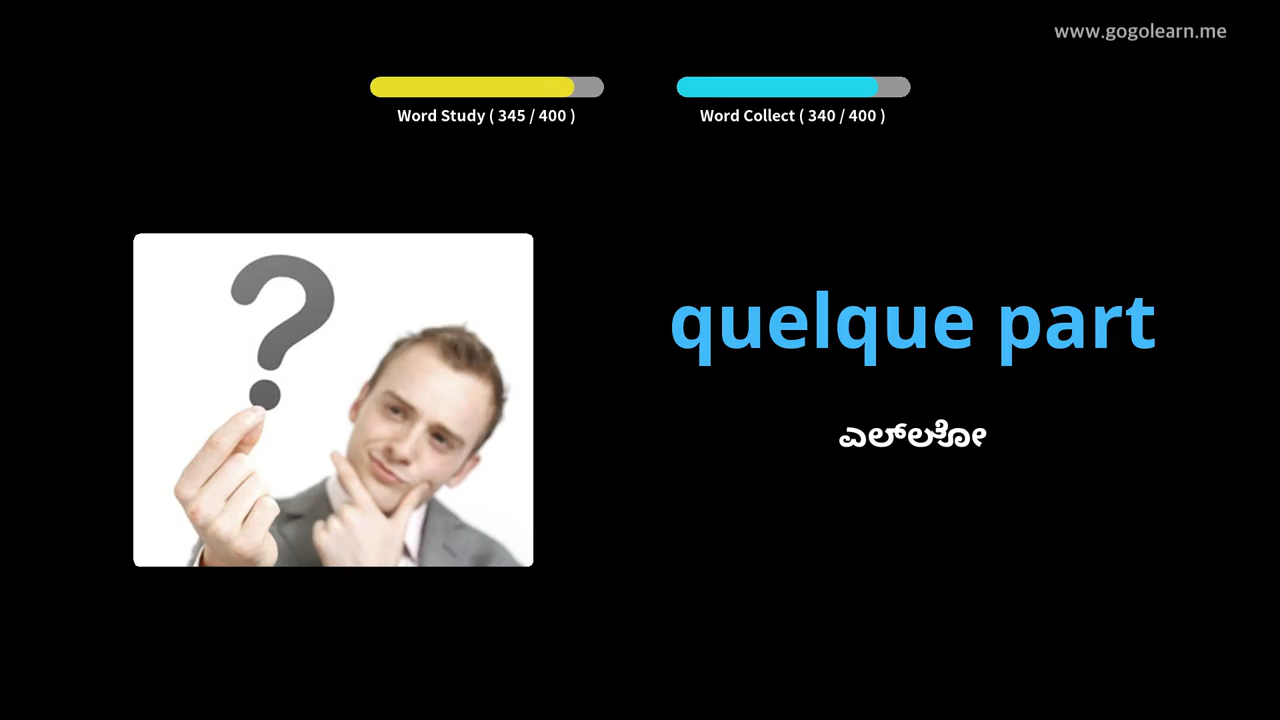 www.gogolearn.me
Word Study ( 345 / 400 )
Word Collect ( 340 / 400 )
quelque part
ಎಲ್ಲೋ